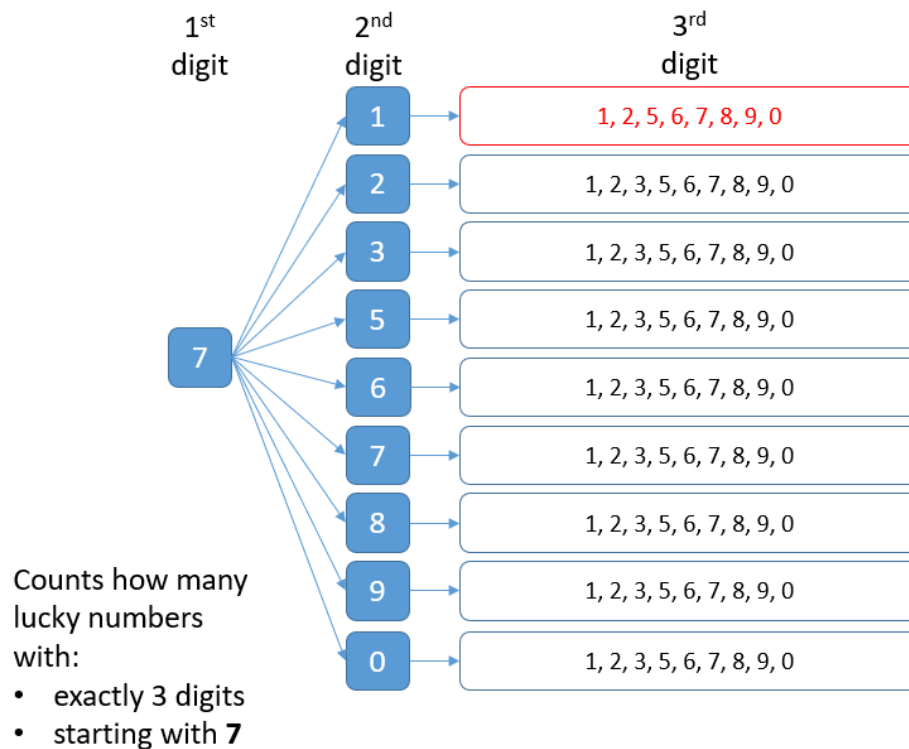 1st 2nd 3rd
digit digit digit
1 1, 2, 5, 6, 7, 8, 9, 0
2 1, 2, 3, 5, 6, 7, 8, 9, 0
3 1, 2, 3, 5, 6, 7, 8, 9, 0
5 1, 2, 3, 5, 6, 7, 8, 9, 0
7
6 1, 2, 3, 5, 6, 7, 8, 9, 0
7 1, 2, 3, 5, 6, 7, 8, 9, 0
8 1, 2, 3, 5, 6, 7, 8, 9, 0
9 1, 2, 3, 5, 6, 7, 8, 9, 0
0 1, 2, 3, 5, 6, 7, 8, 9, 0
Counts how many
lucky numbers
with:
• exactly 3 digits
• starting with 7